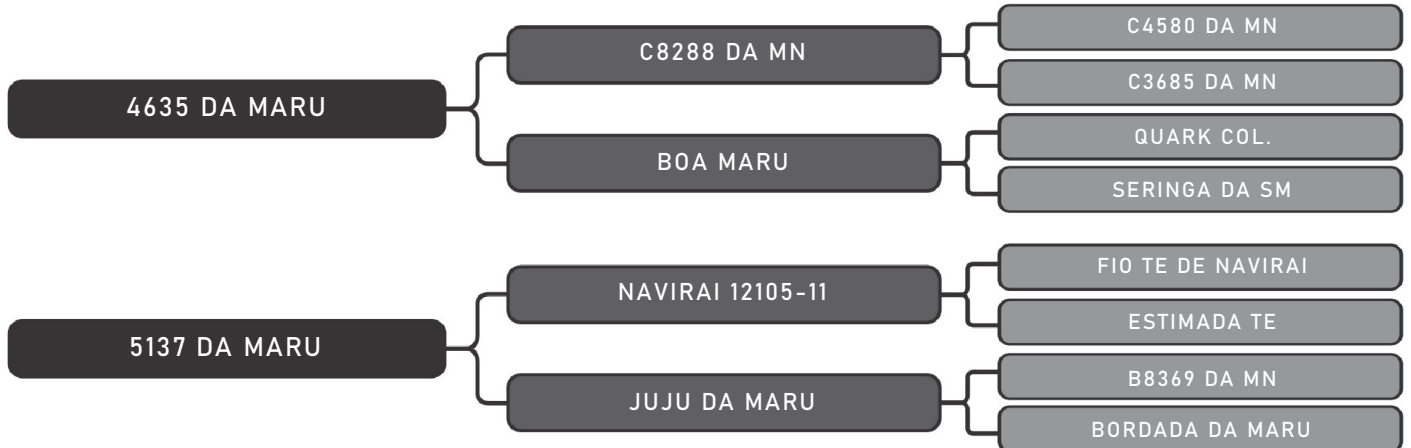 4635 DA MARU
C8288 DA MN
BOA MARU
C4580 DA MN
C3685 DA MN
QUARK COL.
SERINGA DA SM
5137 DA MARU
NAVIRAI 12105-11
JUJU DA MARU
FIO TE DE NAVIRAI
ESTIMADA TE
B8369 DA MN
BORDADA DA MARU